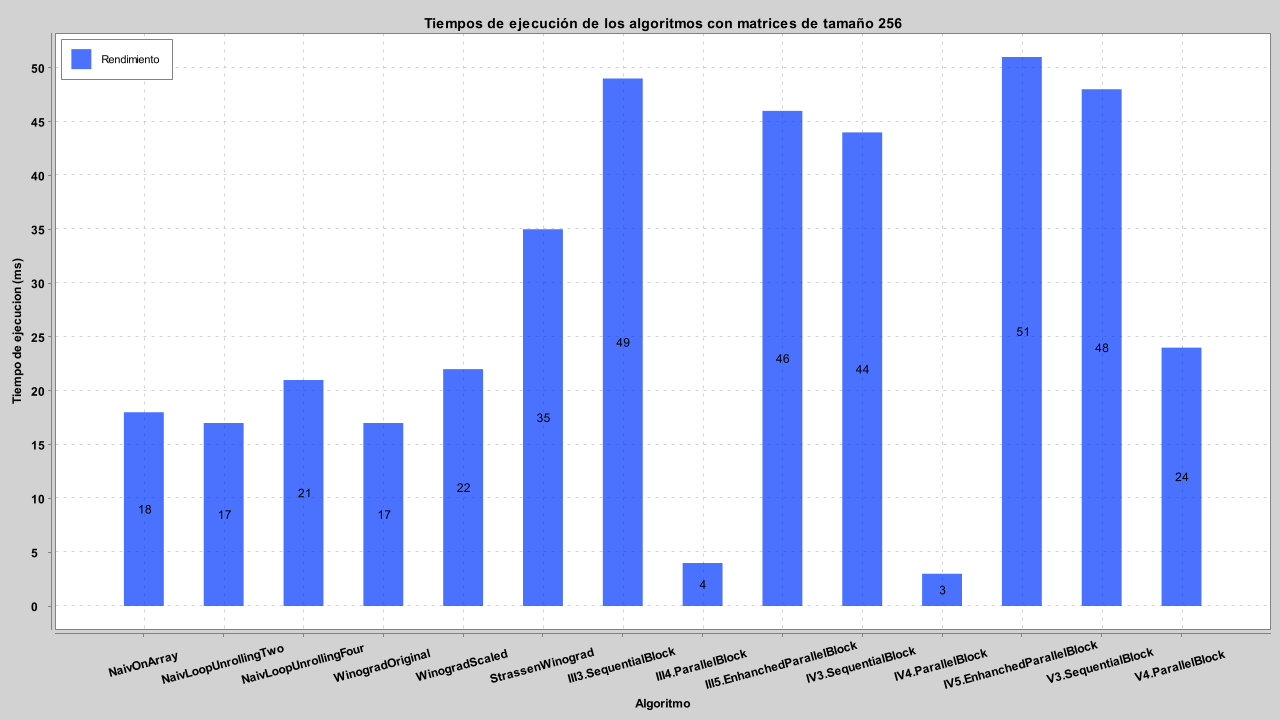 Tiempos de ejecución de los algoritmos con matrices de tamaño 256
Rendimiento
Tiempo de ejecucion (ms)
50
45
40
35
30
25
20
15
10
5
0
18
17
21
17
22
35
49
4
46
44
3
51
48
24
NaivOnArray
NaivLoopUnrollingTwo
NaivLoopUnrollingFour
WinogradOriginal
WinogradScaled
StrassenWinograd
III3.SequentialBlock
III4.ParallelBlock
III5.EnhanchedParallelBlock
IV3.SequentialBlock
IV4.ParallelBlock
IV5.EnhanchedParallelBlock
V3.SequentialBlock
V4.ParallelBlock
Algoritmo